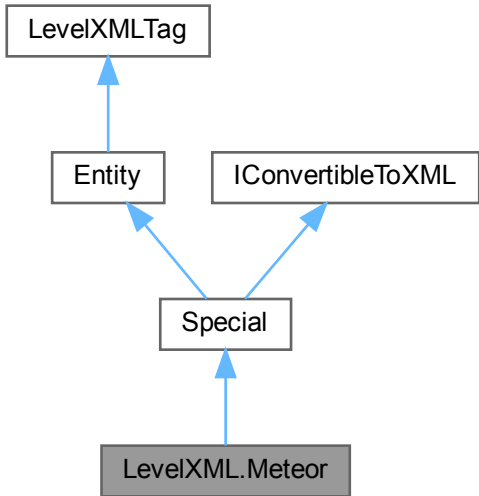 LevelXMLTag
Entity
IConvertibleToXML
Special
LevelXML.Meteor